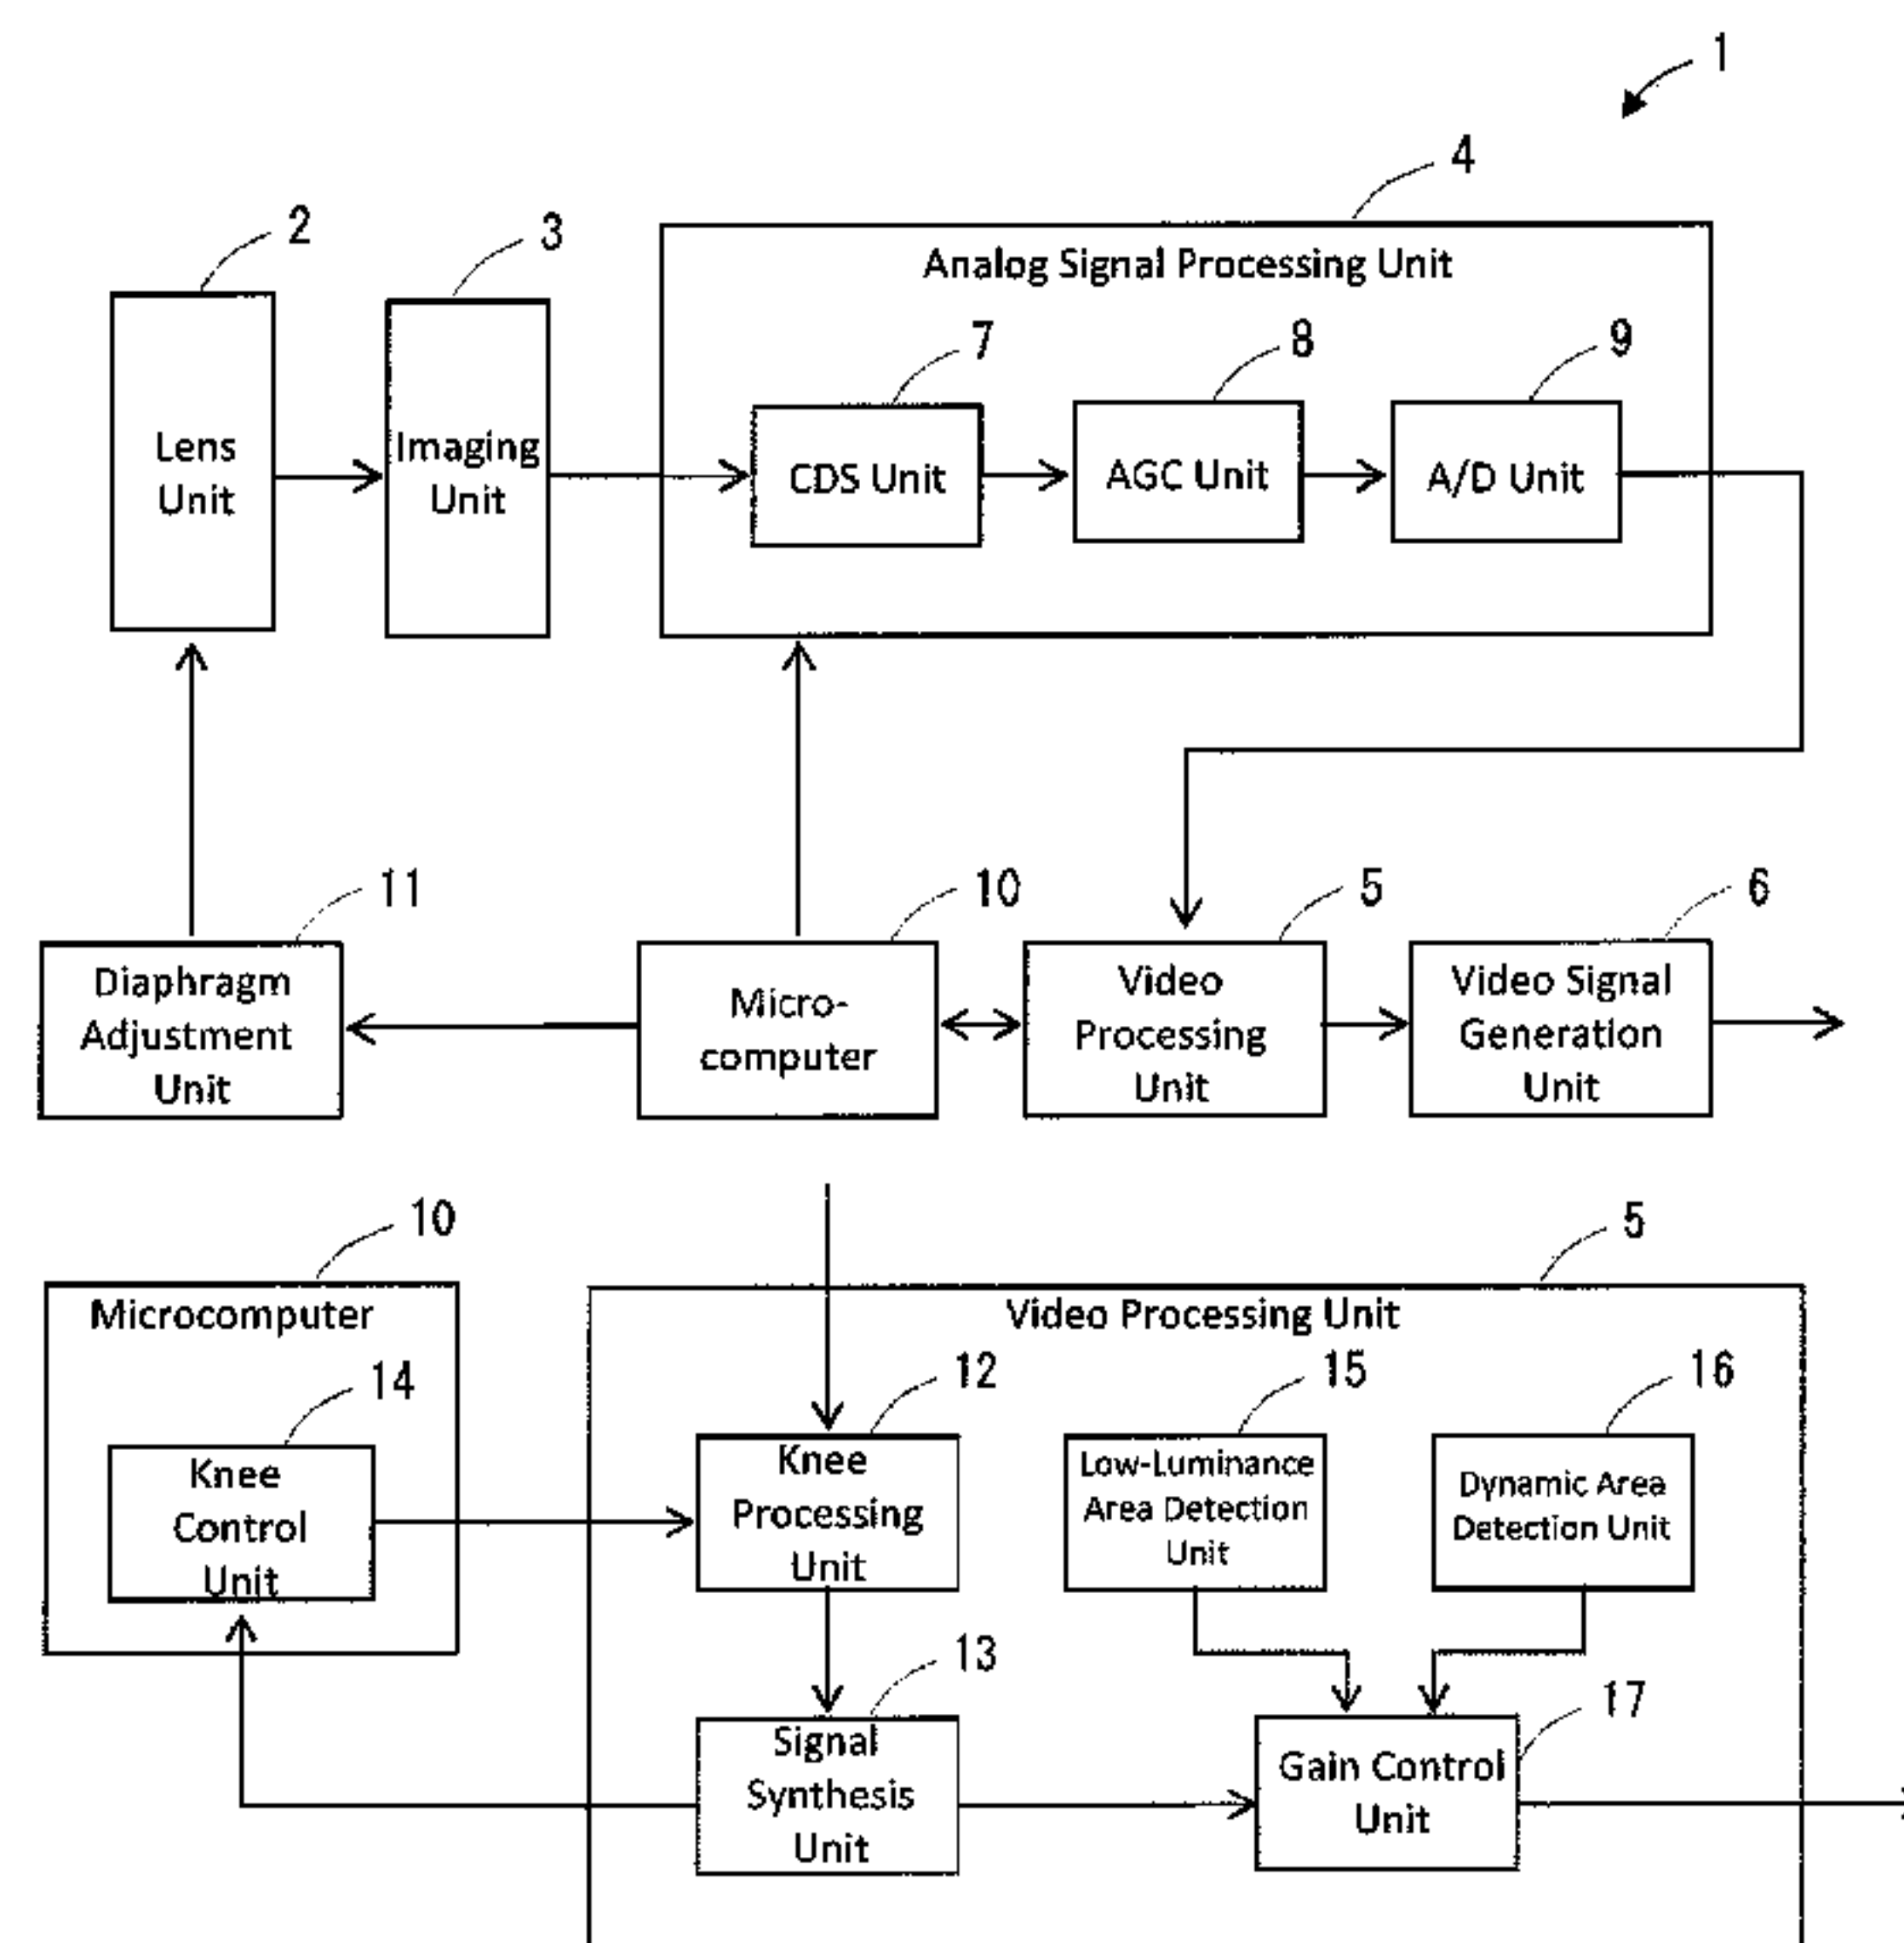 1
4
2
3
Analog Signal Processing Unit
7
8
9
Lens
Unit
Imaging
Unit
CDS Unit
AGC Unit
A/D Unit
11
10
5
6
Diaphragm
Adjustment
Unit
Micro-
computer
Video
Processing
Unit
Video Signal
Generation
Unit
10
5
Microcomputer
Video Processing Unit
14
12
15
16
Knee
Control
Unit
Knee
Processing
Unit
Low-Luminance
Area Detection
Unit
Dynamic Area
Detection Unit
13
17
Signal
Synthesis
Unit
Gain Control
Unit